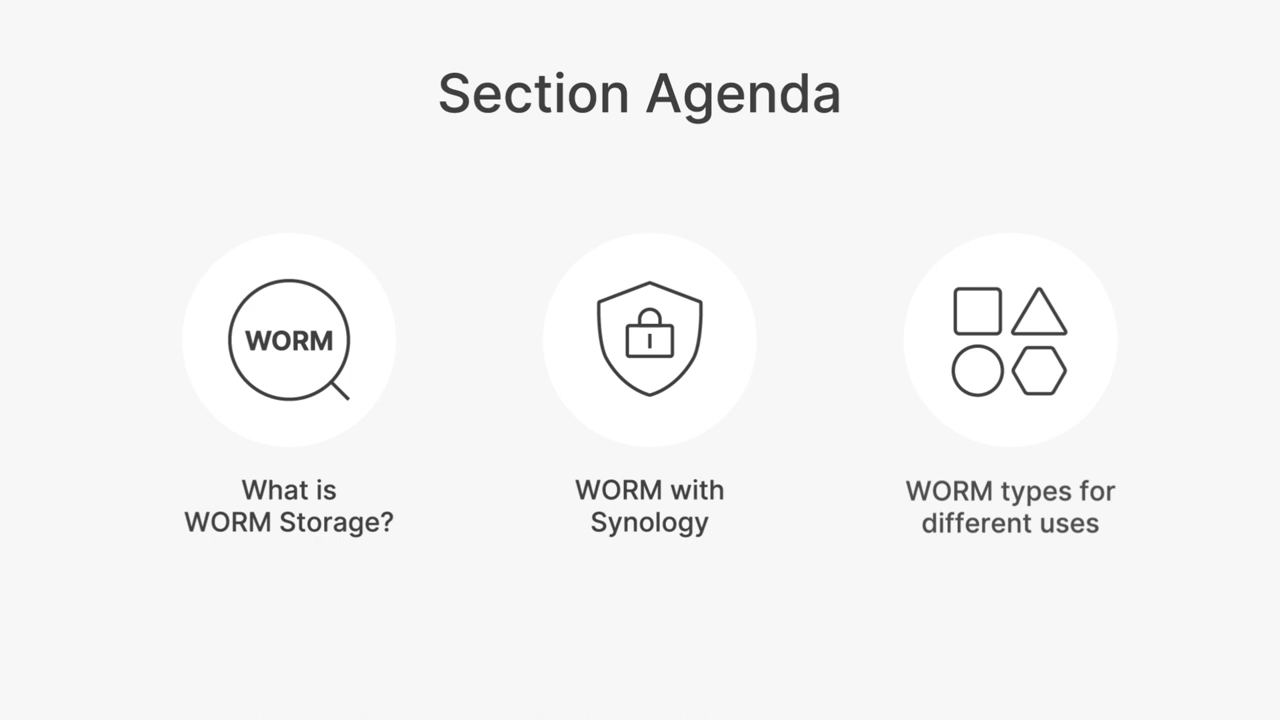 Section Agenda
WORM
What is
WORM Storage?
WORM with
Synology
WORM types for
different uses